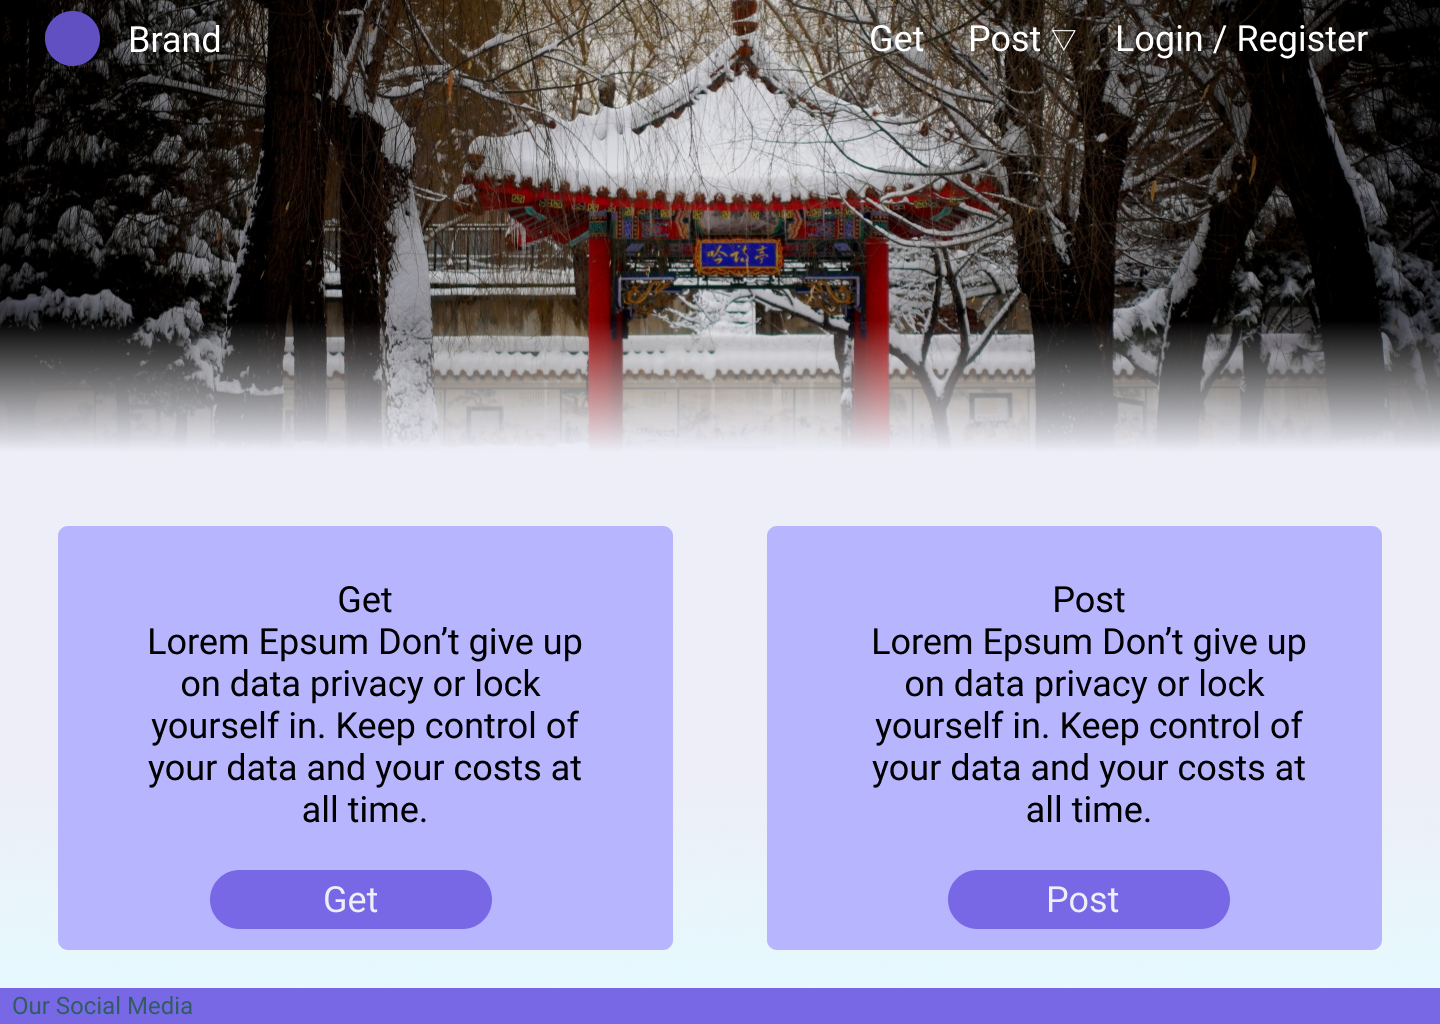 Brand
Get Post Login / Register
吟诗亭
Get
Lorem Epsum Don’t give up
on data privacy or lock
yourself in. Keep control of
your data and your costs at
all time.
Get
Post
Lorem Epsum Don’t give up
on data privacy or lock
yourself in. Keep control of
your data and your costs at
all time.
Post
Our Social Media